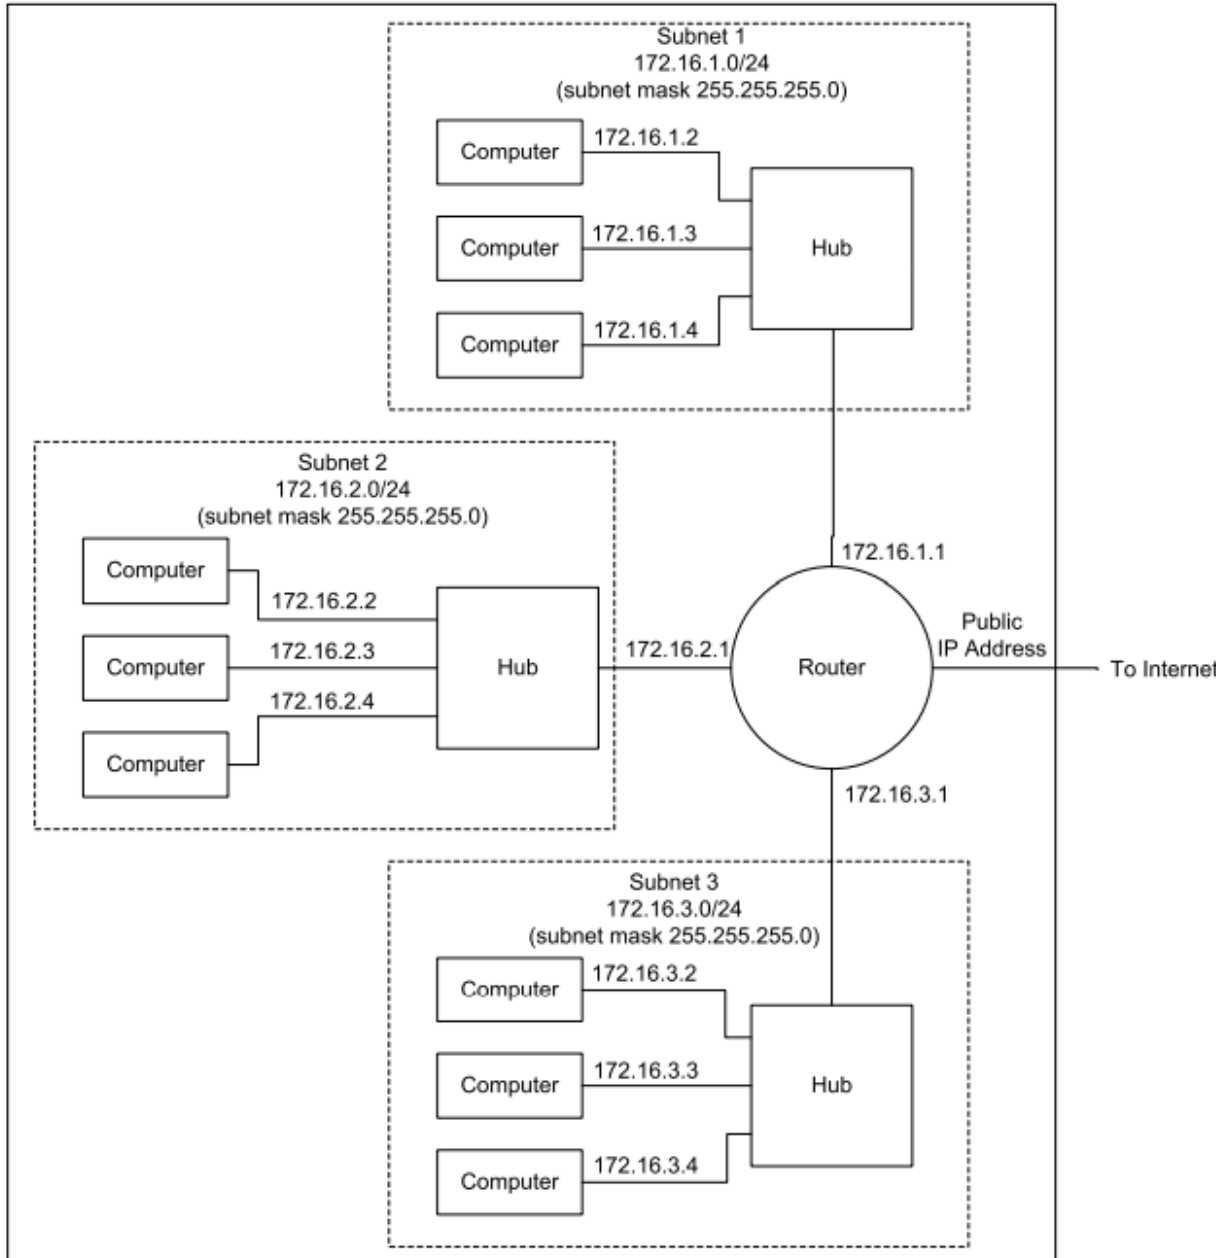 Subnet 1
172.16.1.0/24
(subnet mask 255.255.255.0)
Computer
172.16.1.2
Computer
172.16.1.3
Hub
Computer
172.16.1.4
Subnet 2
172.16.2.0/24
(subnet mask 255.255.255.0)
Computer
172.16.2.2
Computer
172.16.2.3
Hub
172.16.2.4
Computer
172.16.1.1
172.16.2.1
Router
Public
IP Address
To Internet
172.16.3.1
Subnet 3
172.16.3.0/24
(subnet mask 255.255.255.0)
Computer
172.16.3.2
Computer
172.16.3.3
Hub
Computer
172.16.3.4